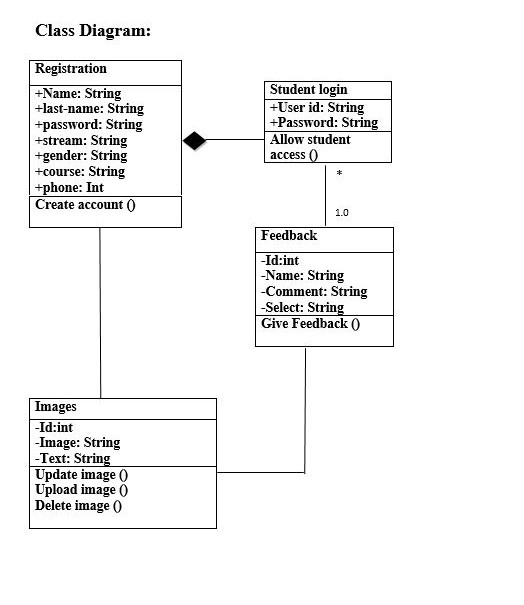 Class Diagram:
Registration
+Name: String
+last-name: String
+password: String
+stream: String
+gender: String
+course: String
+phone: Int
Create account ()
Student login
+User id: String
+Password: String
Allow student
access ()
*
1.0
Feedback
-Id:int
-Name: String
-Comment: String
-Select: String
Give Feedback ()
Images
-Id:int
-Image: String
-Text: String
Update image ()
Upload image ()
Delete image ()